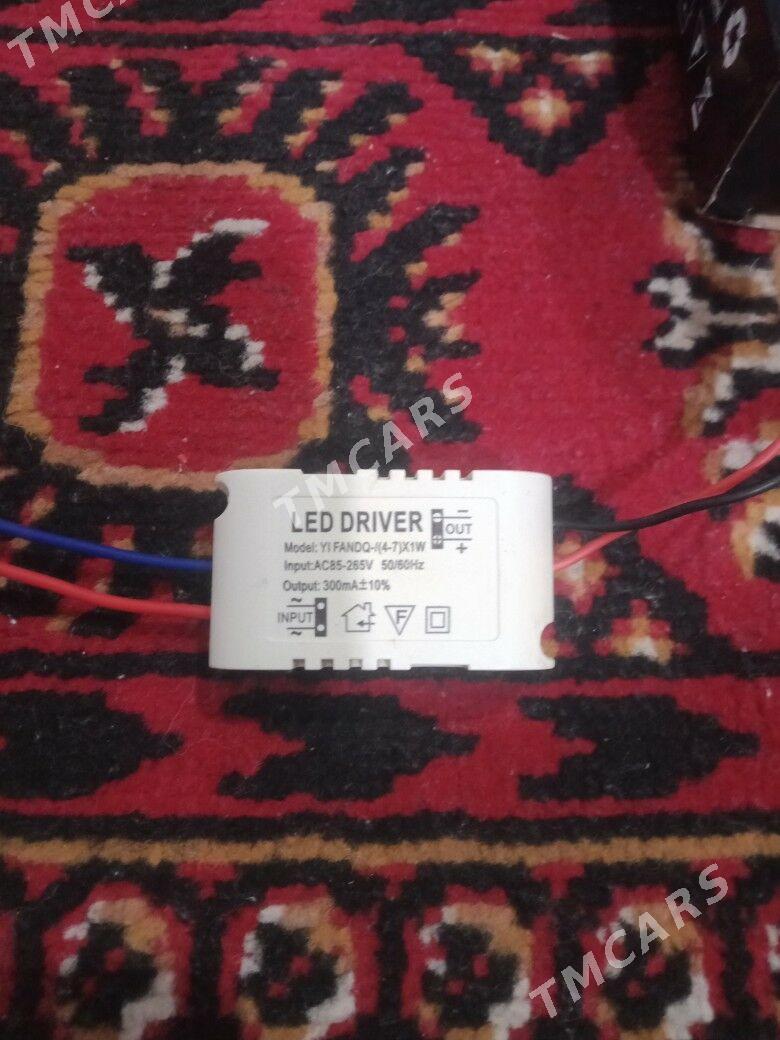 TMCARS
TMCARS
LED DRIVER
Model: YI FANDQ-/(4-7)X1W
Input:AC85-265V 50/60Hz
Output: 300mA±10%
− OUT +
~ INPUT ~
F
TMCARS